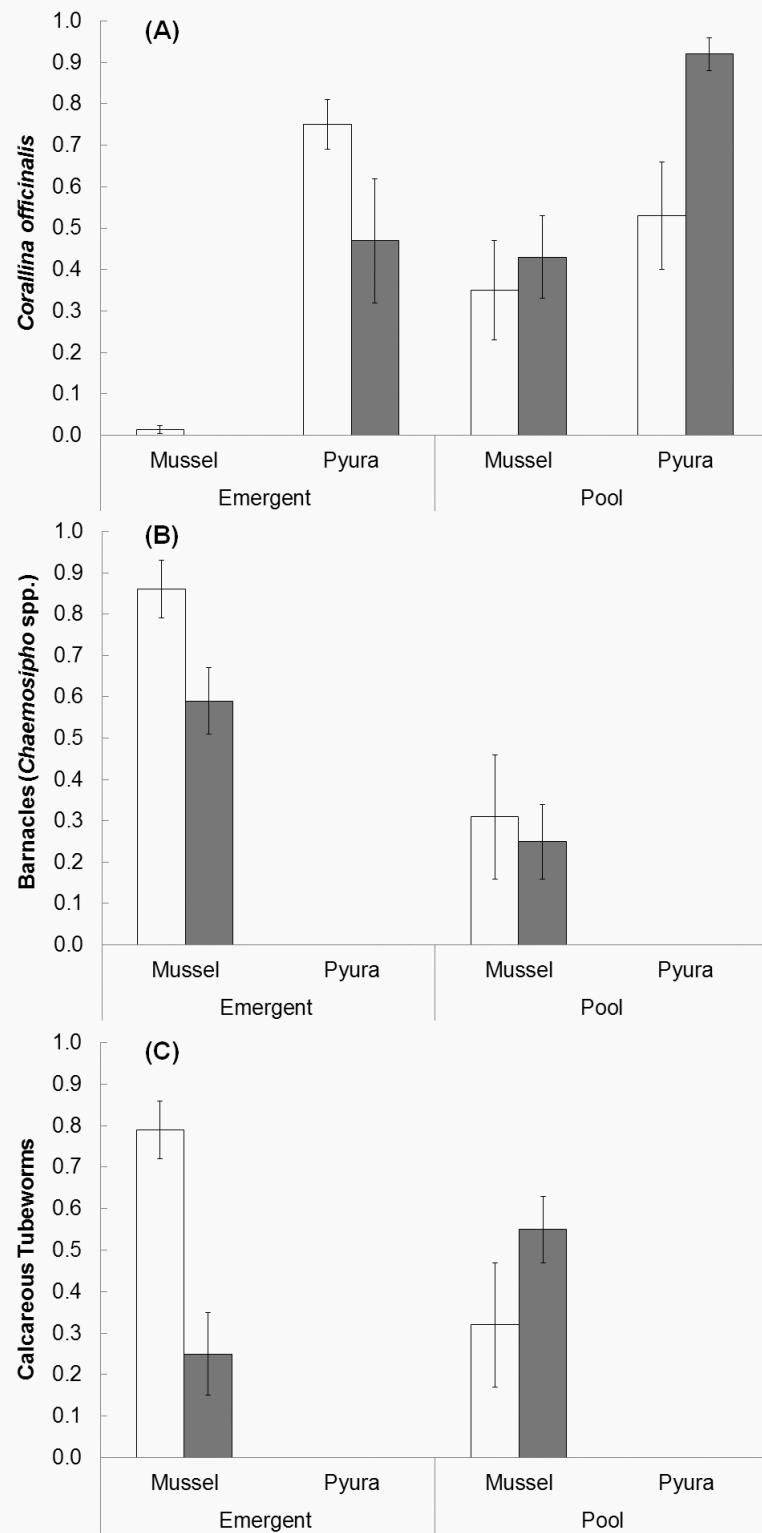 (A)
Corallina officinalis
1.0
0.9
0.8
0.7
0.6
0.5
0.4
0.3
0.2
0.1
0.0
Mussel Pyura Mussel Pyura
Emergent Pool
(B)
Barnacles (Chaemosipho spp.)
1.0
0.9
0.8
0.7
0.6
0.5
0.4
0.3
0.2
0.1
0.0
Mussel Pyura Mussel Pyura
Emergent Pool
(C)
Calcareous Tubeworms
1.0
0.9
0.8
0.7
0.6
0.5
0.4
0.3
0.2
0.1
0.0
Mussel Pyura Mussel Pyura
Emergent Pool